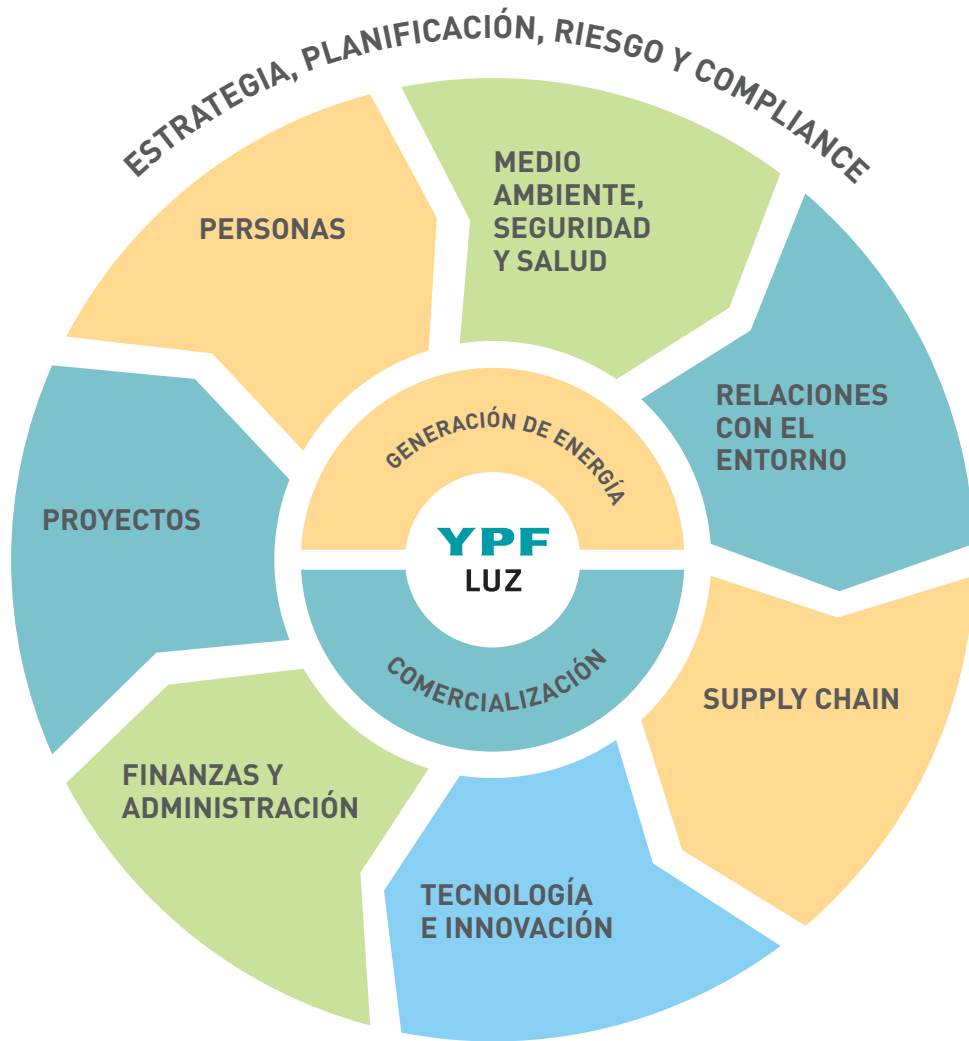 ESTRATEGIA, PLANIFICACIÓN, RIESGO Y COMPLIANCE
MEDIO
AMBIENTE,
SEGURIDAD
Y SALUD
PERSONAS
RELACIONES
CON EL
ENTORNO
GENERACIÓN DE ENERGÍA
PROYECTOS
YPF
LUZ
COMERCIALIZACIÓN
SUPPLY CHAIN
FINANZAS Y
ADMINISTRACIÓN
TECNOLOGÍA
E INNOVACIÓN